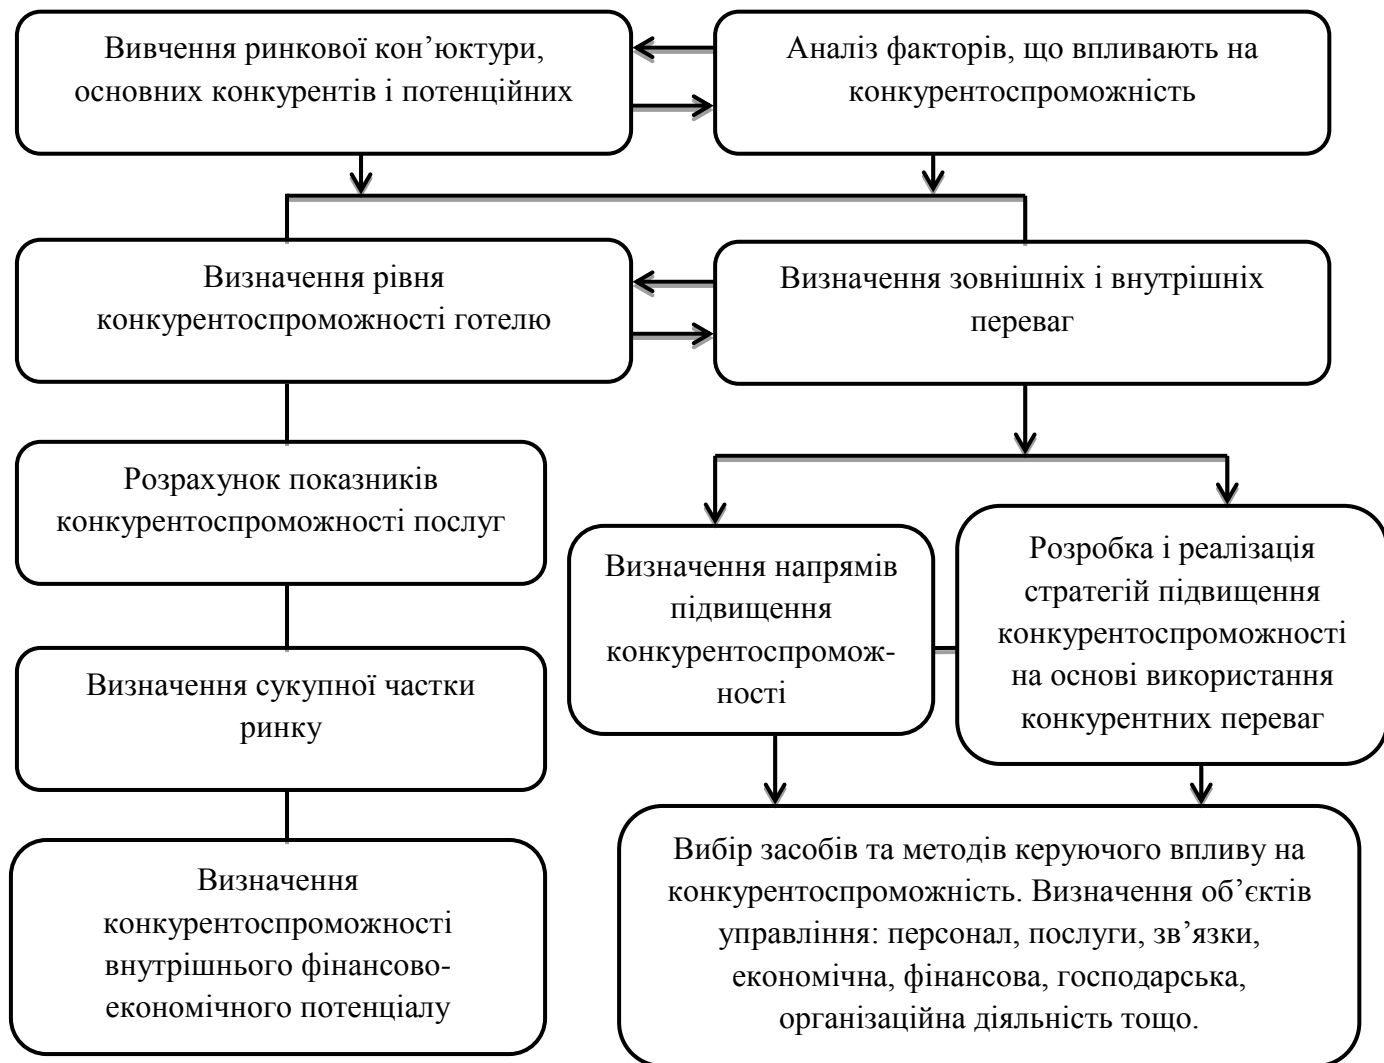 Вивчення ринкової кон’юктури,
основних конкурентів і потенційних
Аналіз факторів, що впливають на
конкурентоспроможність
Визначення рівня
конкурентоспроможності готелю
Визначення зовнішніх і внутрішніх
переваг
Розрахунок показників
конкурентоспроможності послуг
Визначення напрямів
підвищення
конкурентоспромож-
ності
Розробка і реалізація
стратегій підвищення
конкурентоспроможності
на основі використання
конкурентних переваг
Визначення сукупної частки
ринку
Визначення
конкурентоспроможності
внутрішнього фінансово-
економічного потенціалу
Вибір засобів та методів керуючого впливу на
конкурентоспроможність. Визначення об’єктів
управління: персонал, послуги, зв’язки,
економічна, фінансова, господарська,
організаційна діяльність тощо.